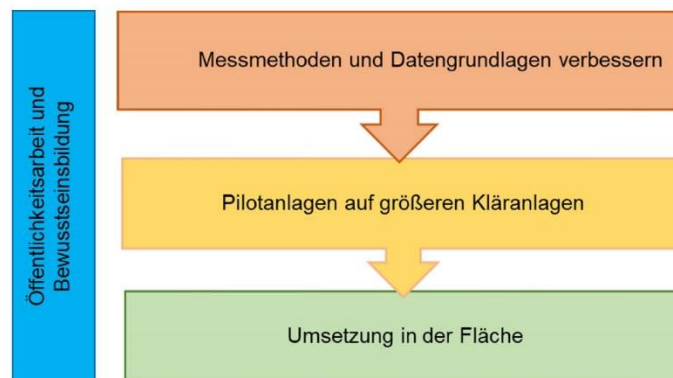 Öffentlichkeitsarbeit und
Bewusstseinsbildung
Messmethoden und Datengrundlagen verbessern
Pilotanlagen auf größeren Kläranlagen
Umsetzung in der Fläche